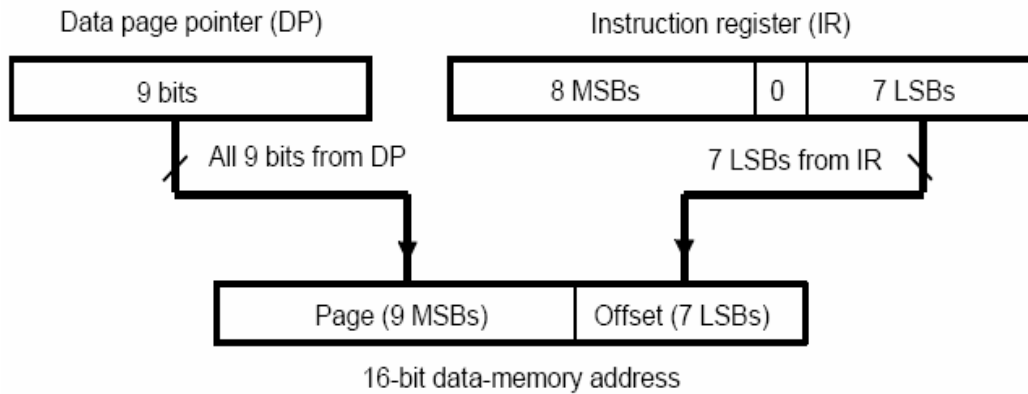 Data page pointer (DP)
Instruction register (IR)
9 bits
8 MSBs
0
7 LSBs
All 9 bits from DP
7 LSBs from IR
Page (9 MSBs)
Offset (7 LSBs)
16-bit data-memory address